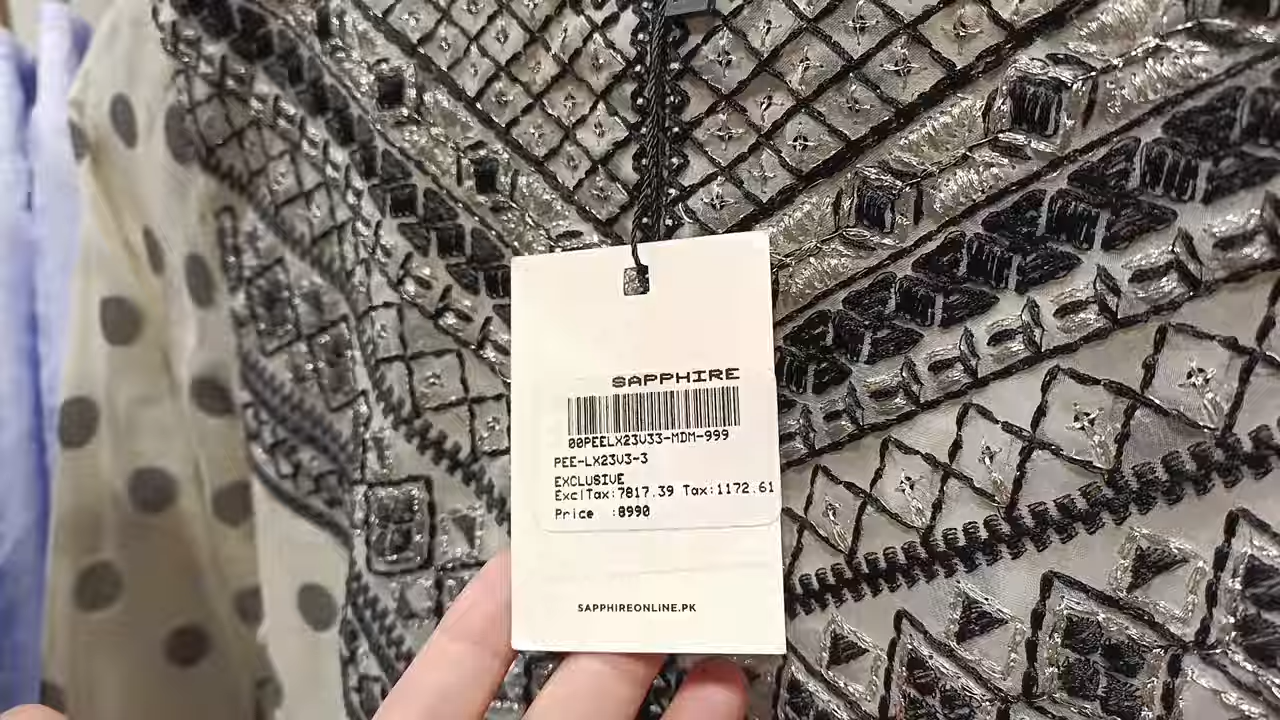 SAPPHIRE
00PEELX23V33-MDM-999
PEE-LX23V3-3
EXCLUSIVE
ExclTax:7817.39 Tax:1172.61
Price :8990
SAPPHIREONLINE.PK